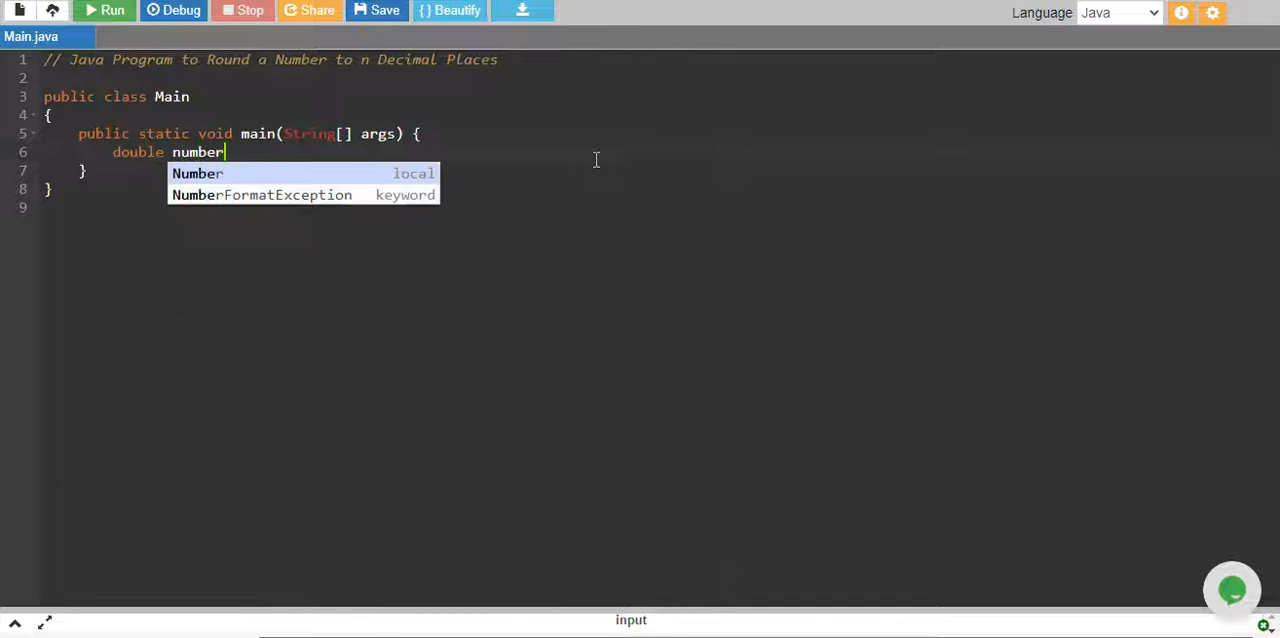 Run Debug Stop Share Save { } Beautify Language Java
Main.java
1 // Java Program to Round a Number to n Decimal Places
2
3 public class Main
4 {
5 public static void main(String[] args) {
6 double number
7 }
8 }
9
Number local
NumberFormatException keyword
input